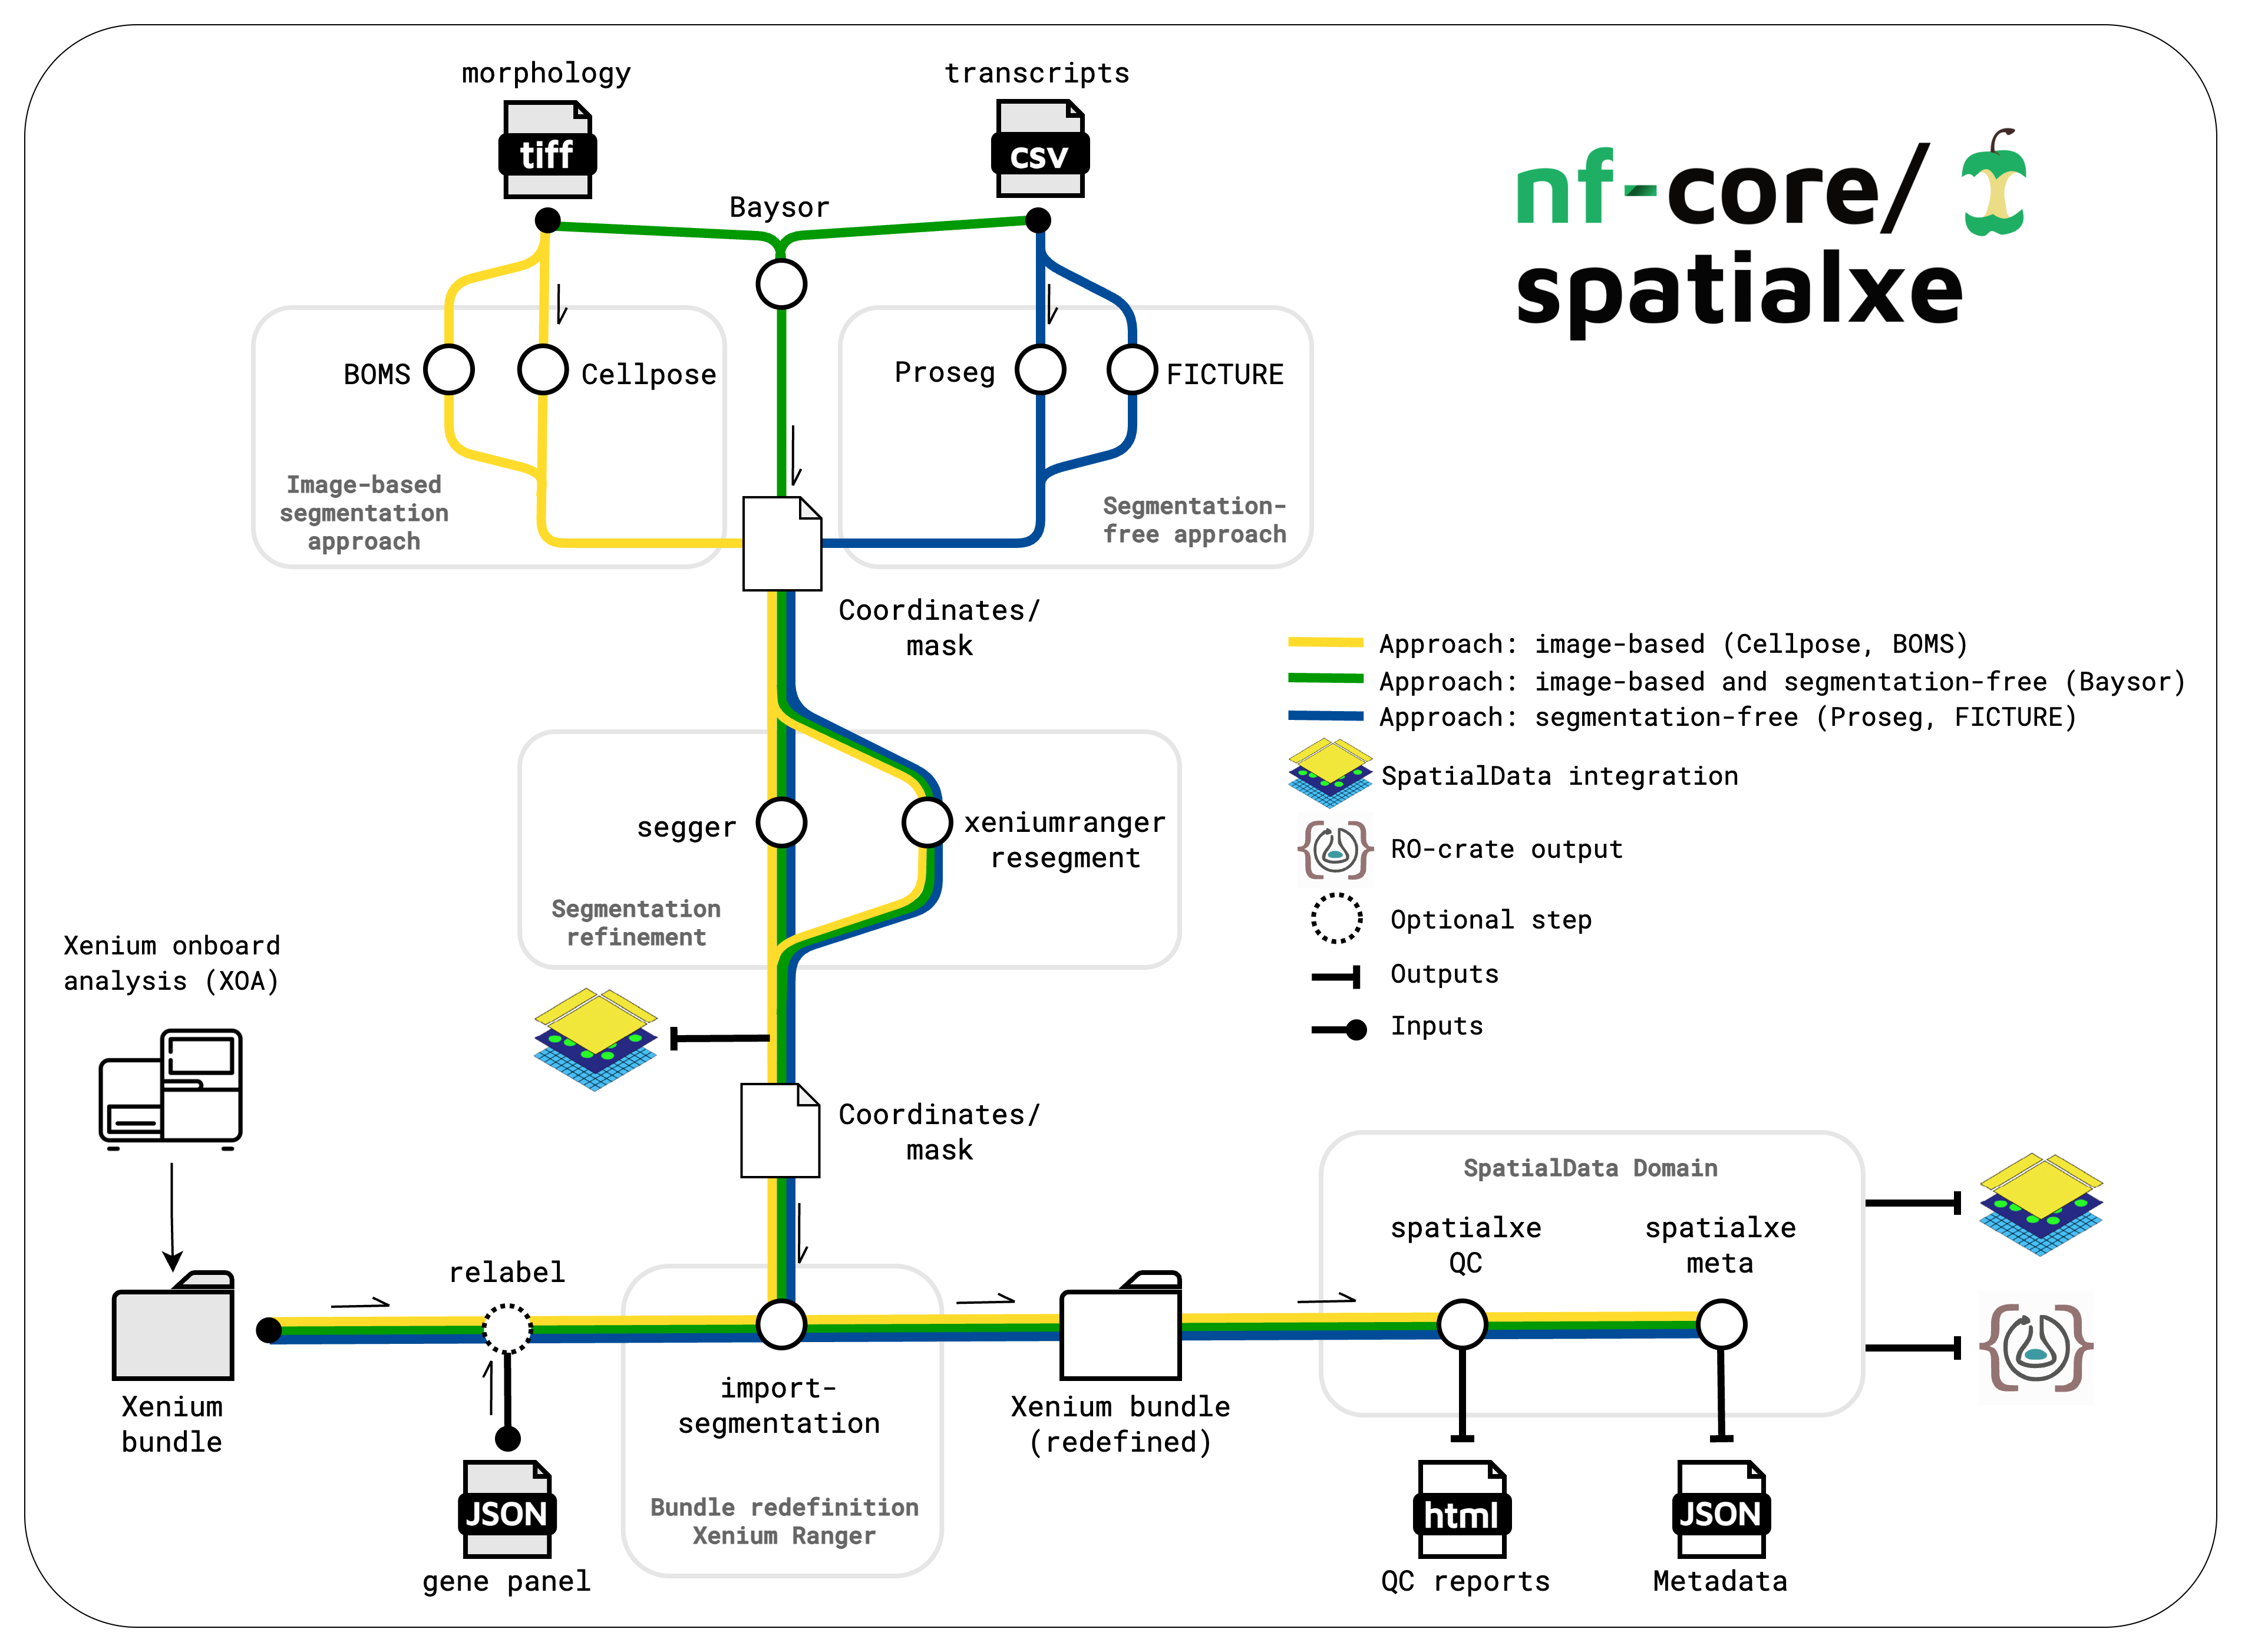 morphology
tiff
transcripts
csv
nf-core/
spatialxe
Baysor
BOMS
Cellpose
Proseg
FICTURE
Image-based
segmentation
approach
Segmentation-
free approach
Coordinates/
mask
Approach: image-based (Cellpose, BOMS)
Approach: image-based and segmentation-free (Baysor)
Approach: segmentation-free (Proseg, FICTURE)
SpatialData integration
RO-crate output
Optional step
Outputs
Inputs
segger
xeniumranger
resegment
Segmentation
refinement
Xenium onboard
analysis (XOA)
Coordinates/
mask
SpatialData Domain
spatialxe
QC
spatialxe
meta
relabel
import-
segmentation
Xenium
bundle
Xenium bundle
(redefined)
JSON
gene panel
Bundle redefinition
Xenium Ranger
html
QC reports
JSON
Metadata